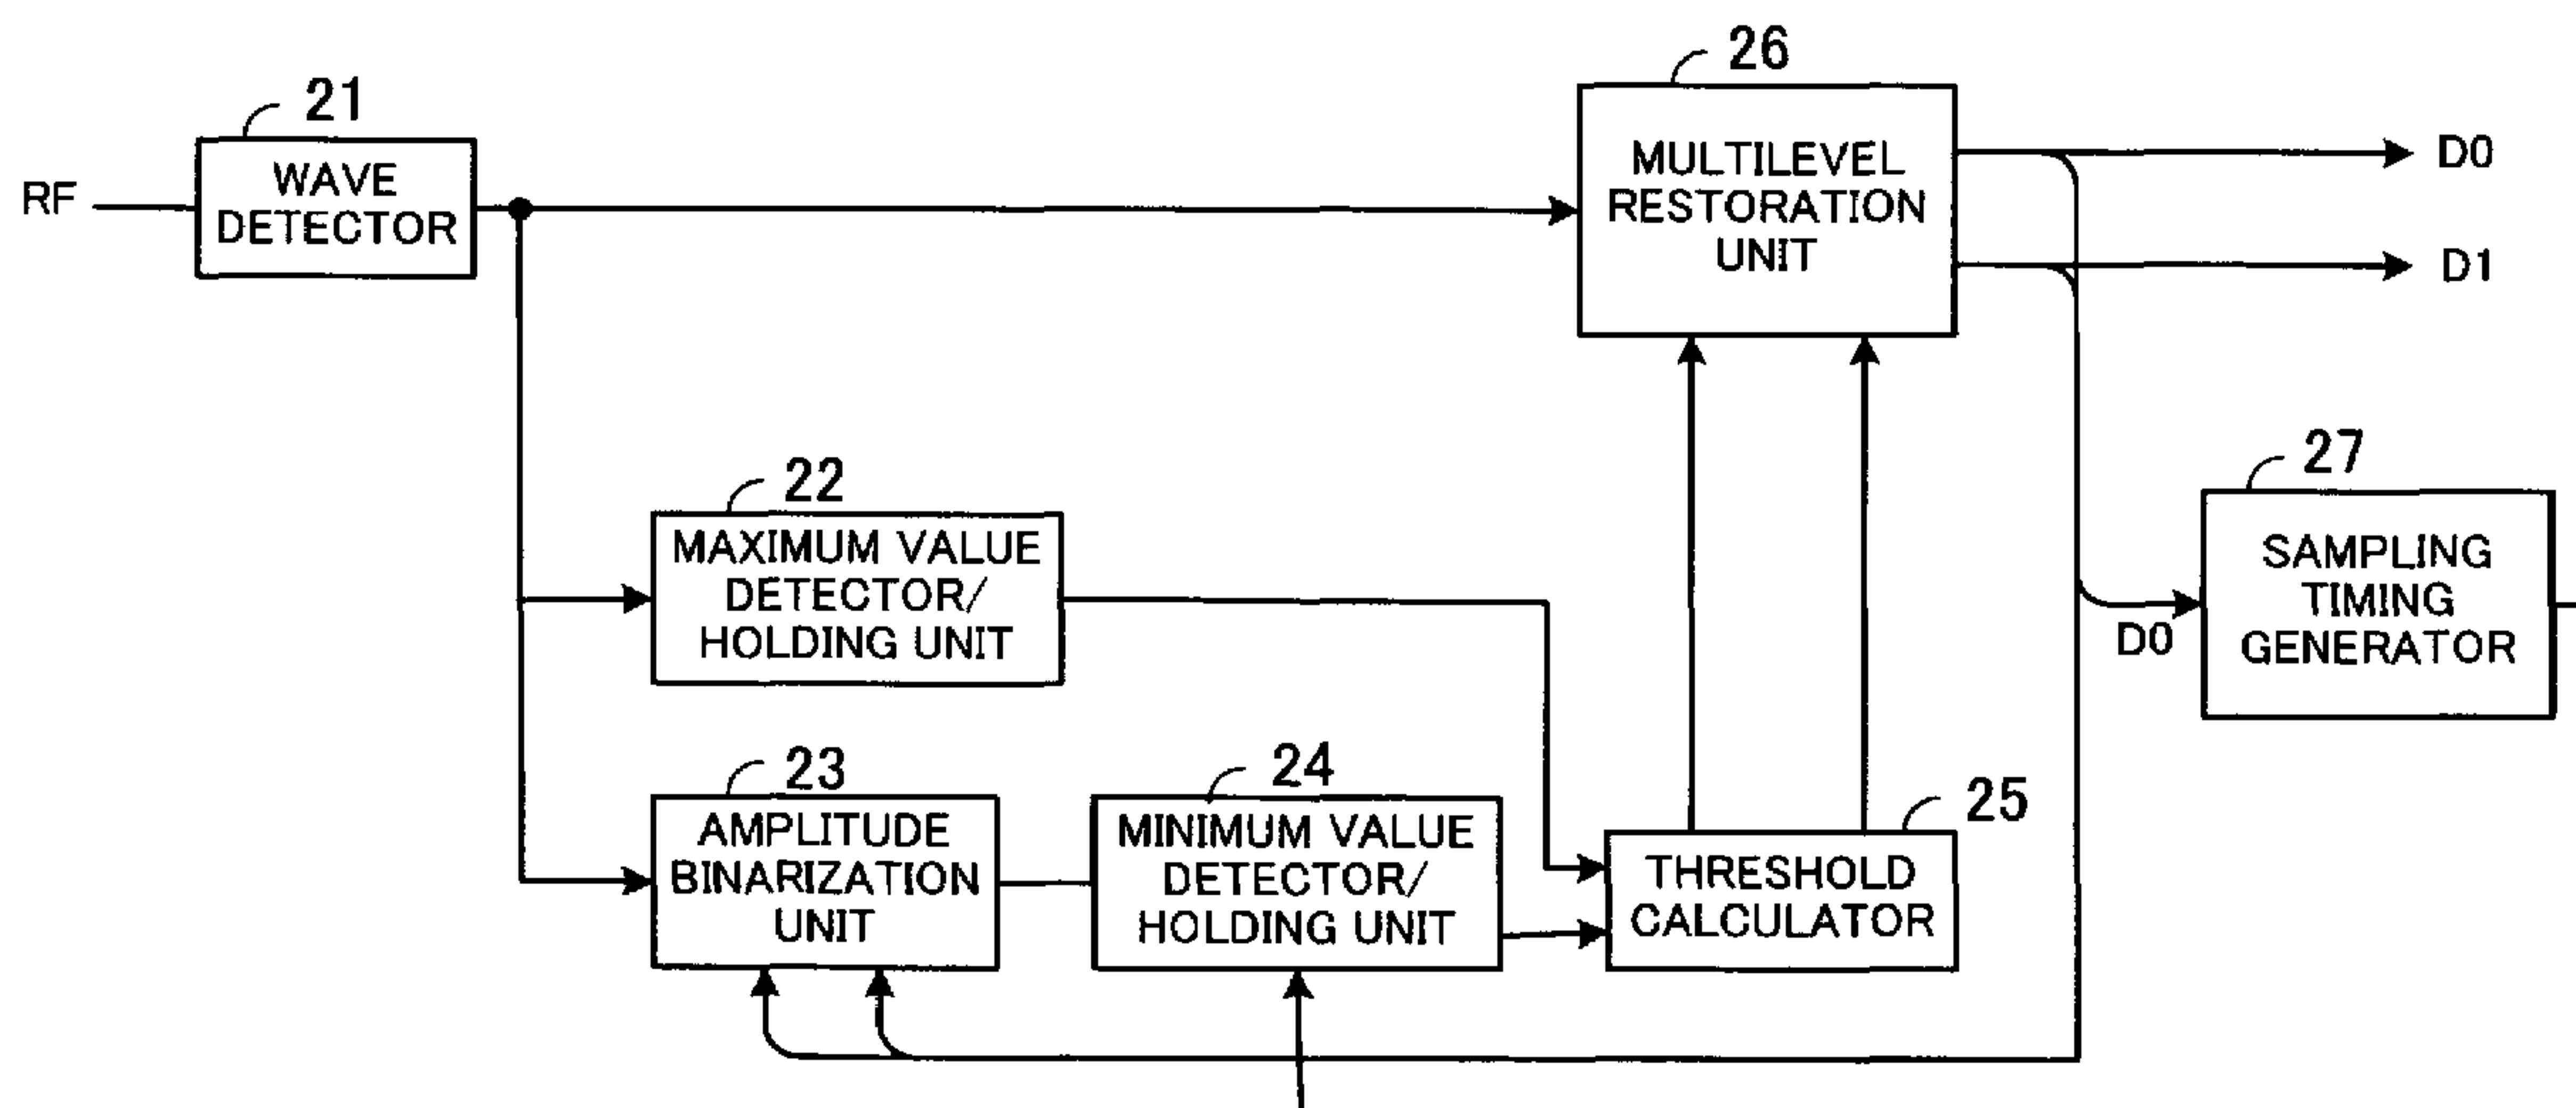 26
21
WAVE
DETECTOR
RF
MULTILEVEL
RESTORATION
UNIT
D0
D1
27
SAMPLING
TIMING
GENERATOR
D0
22
MAXIMUM VALUE
DETECTOR/
HOLDING UNIT
23
AMPLITUDE
BINARIZATION
UNIT
24
MINIMUM VALUE
DETECTOR/
HOLDING UNIT
25
THRESHOLD
CALCULATOR